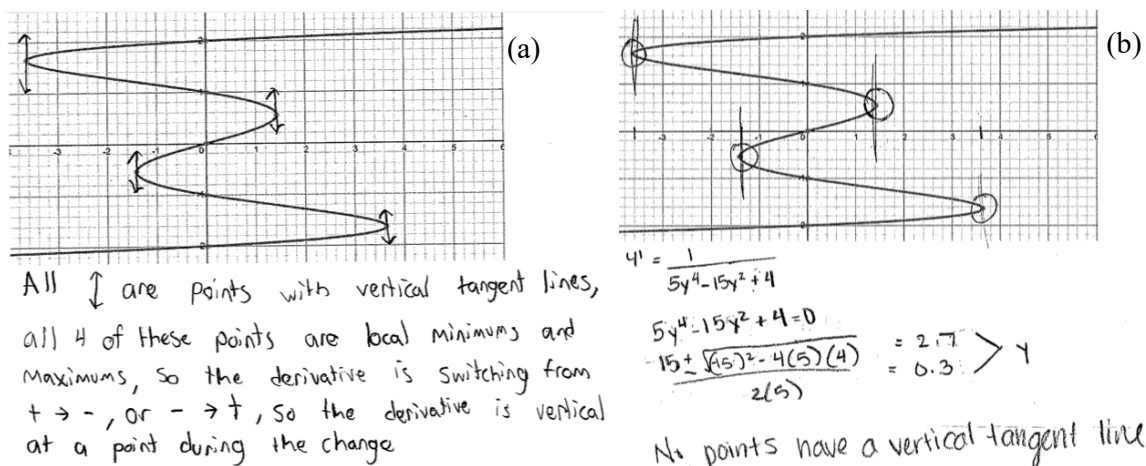 (a)
All ↕ are points with vertical tangent lines,
all 4 of these points are local minimums and
maximums, so the derivative is switching from
+ → -, or - → +, so the derivative is vertical
at a point during the change
(b)
y' = 1 / (5y⁴-15y²+4)
5y⁴-15y²+4=0
15 ± √((15)²-4(5)(4)) / 2(5) = 2.7 = 0.3 > y
No points have a vertical tangent line